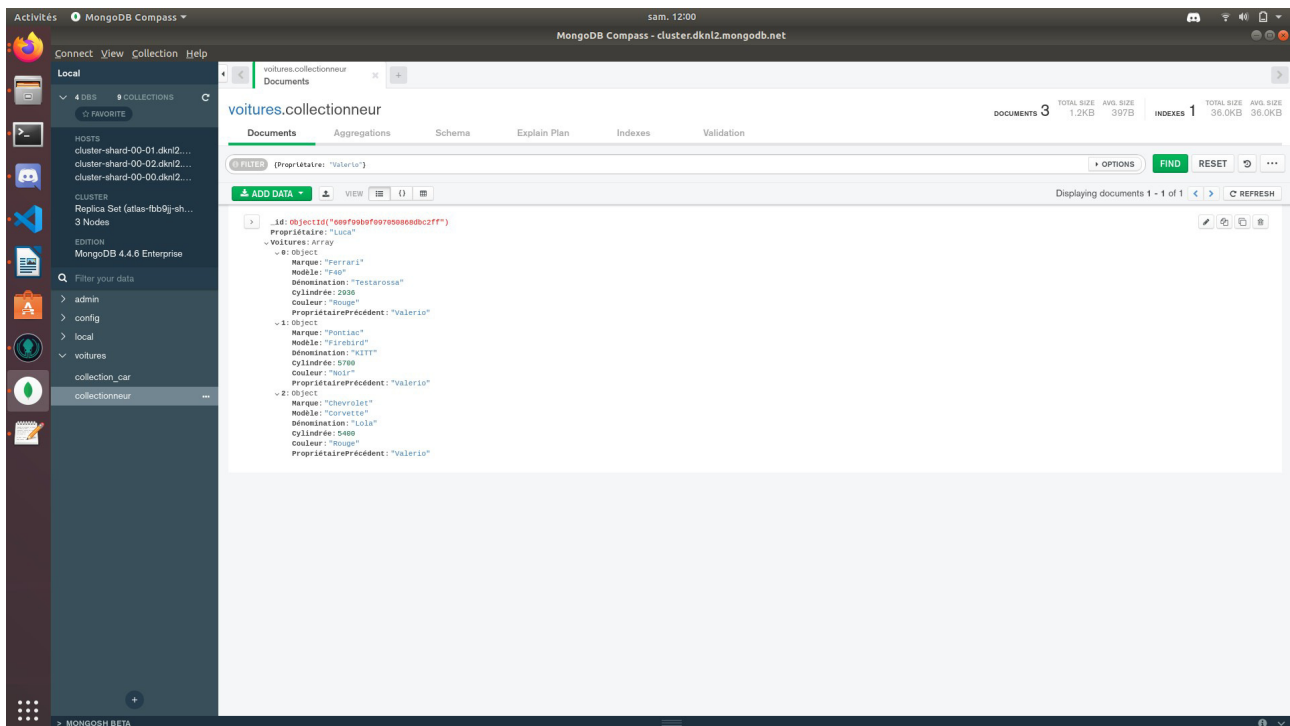 Activités MongoDB Compass sam. 12:00
MongoDB Compass - cluster.dknl2.mongodb.net
Connect View Collection Help
Local
voitures.collectionneur
Documents
4 DBS 9 COLLECTIONS
FAVORITE
HOSTS
cluster-shard-00-01.dknl2....
cluster-shard-00-02.dknl2....
cluster-shard-00-00.dknl2....
CLUSTER
Replica Set (atlas-fbb9jj-sh...
3 Nodes
EDITION
MongoDB 4.4.6 Enterprise
Filter your data
admin
config
local
voitures
collection_car
collectionneur
voitures.collectionneur
DOCUMENTS 3 TOTAL SIZE 1.2KB AVG. SIZE 397B INDEXES 1 TOTAL SIZE 36.0KB AVG. SIZE 36.0KB
Documents Aggregations Schema Explain Plan Indexes Validation
FILTER {Propriétaire: "Valerio"} OPTIONS FIND RESET
ADD DATA VIEW Displaying documents 1 - 1 of 1 REFRESH
_id: ObjectId("609f99b9f097050868dbc2ff")
Propriétaire: "Luca"
Voitures: Array
0: Object
Marque: "Ferrari"
Modèle: "F40"
Dénomination: "Testarossa"
Cylindrée: 2936
Couleur: "Rouge"
PropriétairePrécédent: "Valerio"
1: Object
Marque: "Pontiac"
Modèle: "Firebird"
Dénomination: "KITT"
Cylindrée: 5700
Couleur: "Noir"
PropriétairePrécédent: "Valerio"
2: Object
Marque: "Chevrolet"
Modèle: "Corvette"
Dénomination: "Lola"
Cylindrée: 5400
Couleur: "Rouge"
PropriétairePrécédent: "Valerio"
>_MONGOSH BETA